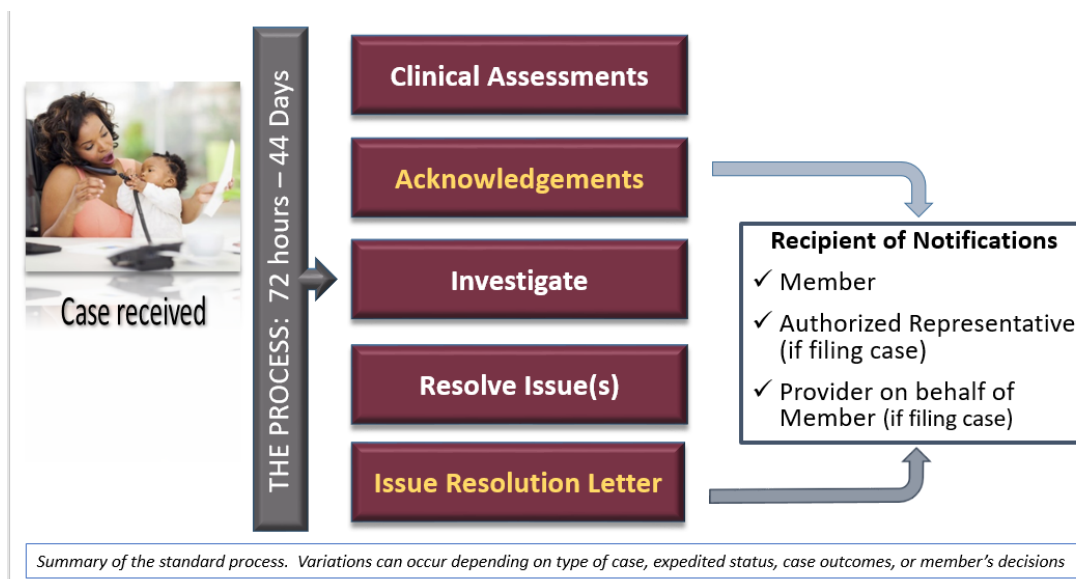 Case received
THE PROCESS:  72 hours – 44 Days
Clinical Assessments
Acknowledgements
Investigate
Resolve Issue(s)
Issue Resolution Letter
Recipient of Notifications
✓ Member
✓ Authorized Representative
(if filing case)
✓ Provider on behalf of
Member (if filing case)
Summary of the standard process.  Variations can occur depending on type of case, expedited status, case outcomes, or member's decisions